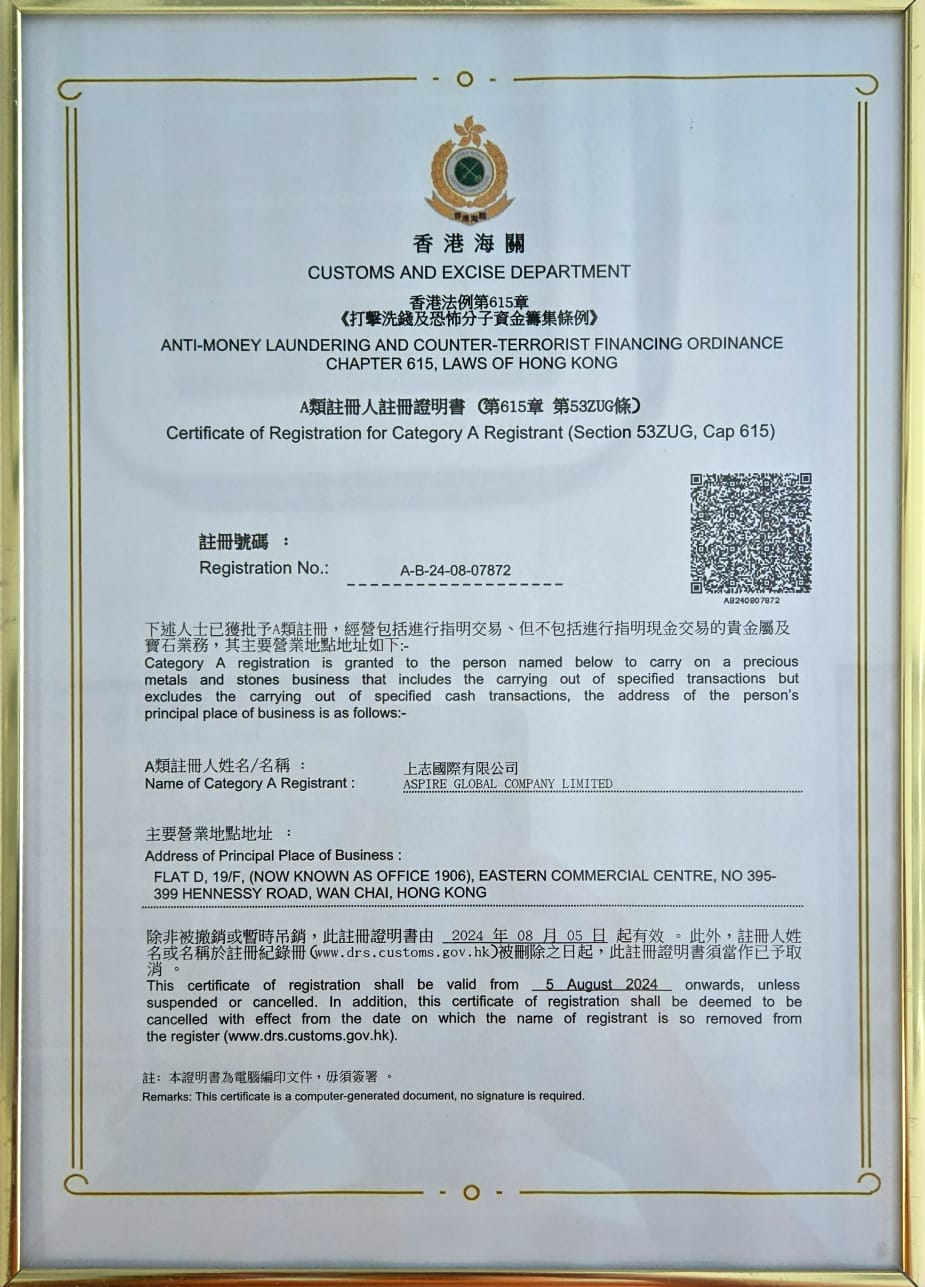 香港海關
香港海關
CUSTOMS AND EXCISE DEPARTMENT
香港法例第615章
《打擊洗錢及恐怖分子資金籌集條例》
ANTI-MONEY LAUNDERING AND COUNTER-TERRORIST FINANCING ORDINANCE
CHAPTER 615, LAWS OF HONG KONG
A類註冊人註冊證明書（第615章 第53ZUG條）
Certificate of Registration for Category A Registrant (Section 53ZUG, Cap 615)
註冊號碼 ：
Registration No.: A-B-24-08-07872
AB240807872
下述人士已獲批予A類註冊，經營包括進行指明交易、但不包括進行指明現金交易的貴金屬及
寶石業務，其主要營業地點地址如下:-
Category A registration is granted to the person named below to carry on a precious
metals and stones business that includes the carrying out of specified transactions but
excludes the carrying out of specified cash transactions, the address of the person's
principal place of business is as follows:-
A類註冊人姓名/名稱 ： 上志國際有限公司
Name of Category A Registrant : ASPIRE GLOBAL COMPANY LIMITED
主要營業地點地址 ：
Address of Principal Place of Business :
FLAT D, 19/F, (NOW KNOWN AS OFFICE 1906), EASTERN COMMERCIAL CENTRE, NO 395-
399 HENNESSY ROAD, WAN CHAI, HONG KONG
除非被撤銷或暫時吊銷，此註冊證明書由 2024 年 08 月 05 日 起有效 。此外，註冊人姓
名或名稱於註冊紀錄冊(www.drs.customs.gov.hk)被刪除之日起，此註冊證明書須當作已予取
消 。
This certificate of registration shall be valid from 5 August 2024 onwards, unless
suspended or cancelled. In addition, this certificate of registration shall be deemed to be
cancelled with effect from the date on which the name of registrant is so removed from
the register (www.drs.customs.gov.hk).
註: 本證明書為電腦編印文件，毋須簽署 。
Remarks: This certificate is a computer-generated document, no signature is required.